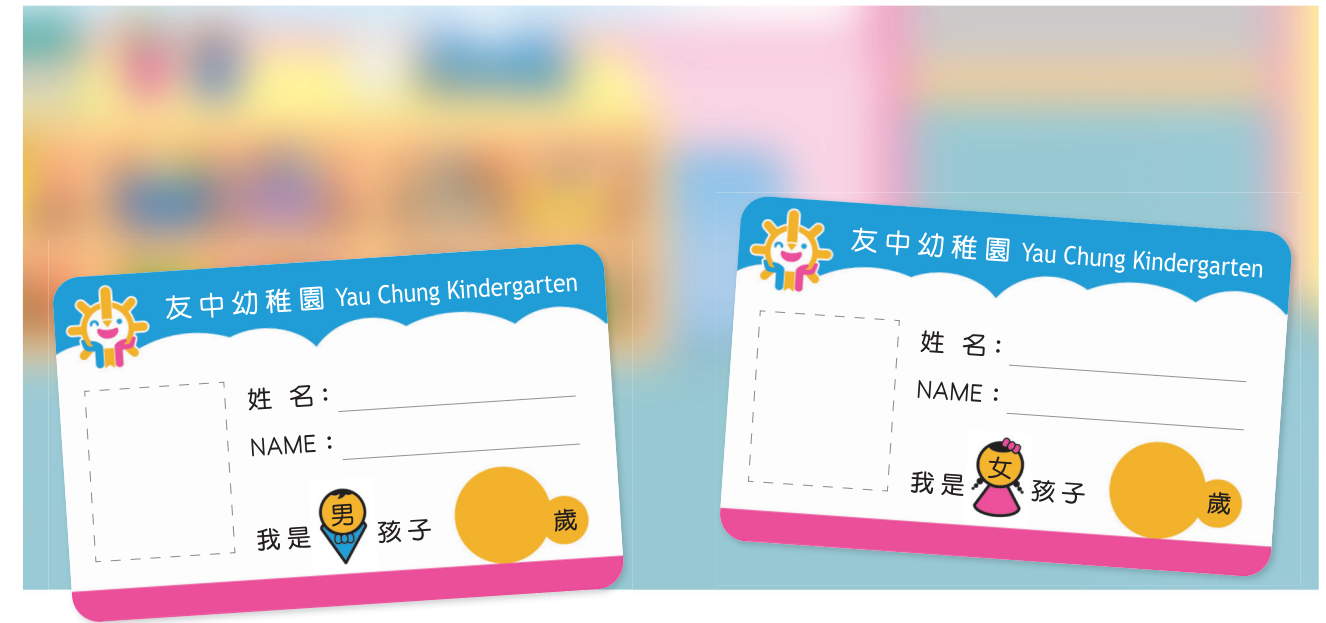 友中幼稚園 Yau Chung Kindergarten
姓 名：
NAME：
我是男孩子
歲
友中幼稚園 Yau Chung Kindergarten
姓 名：
NAME：
我是女孩子
歲